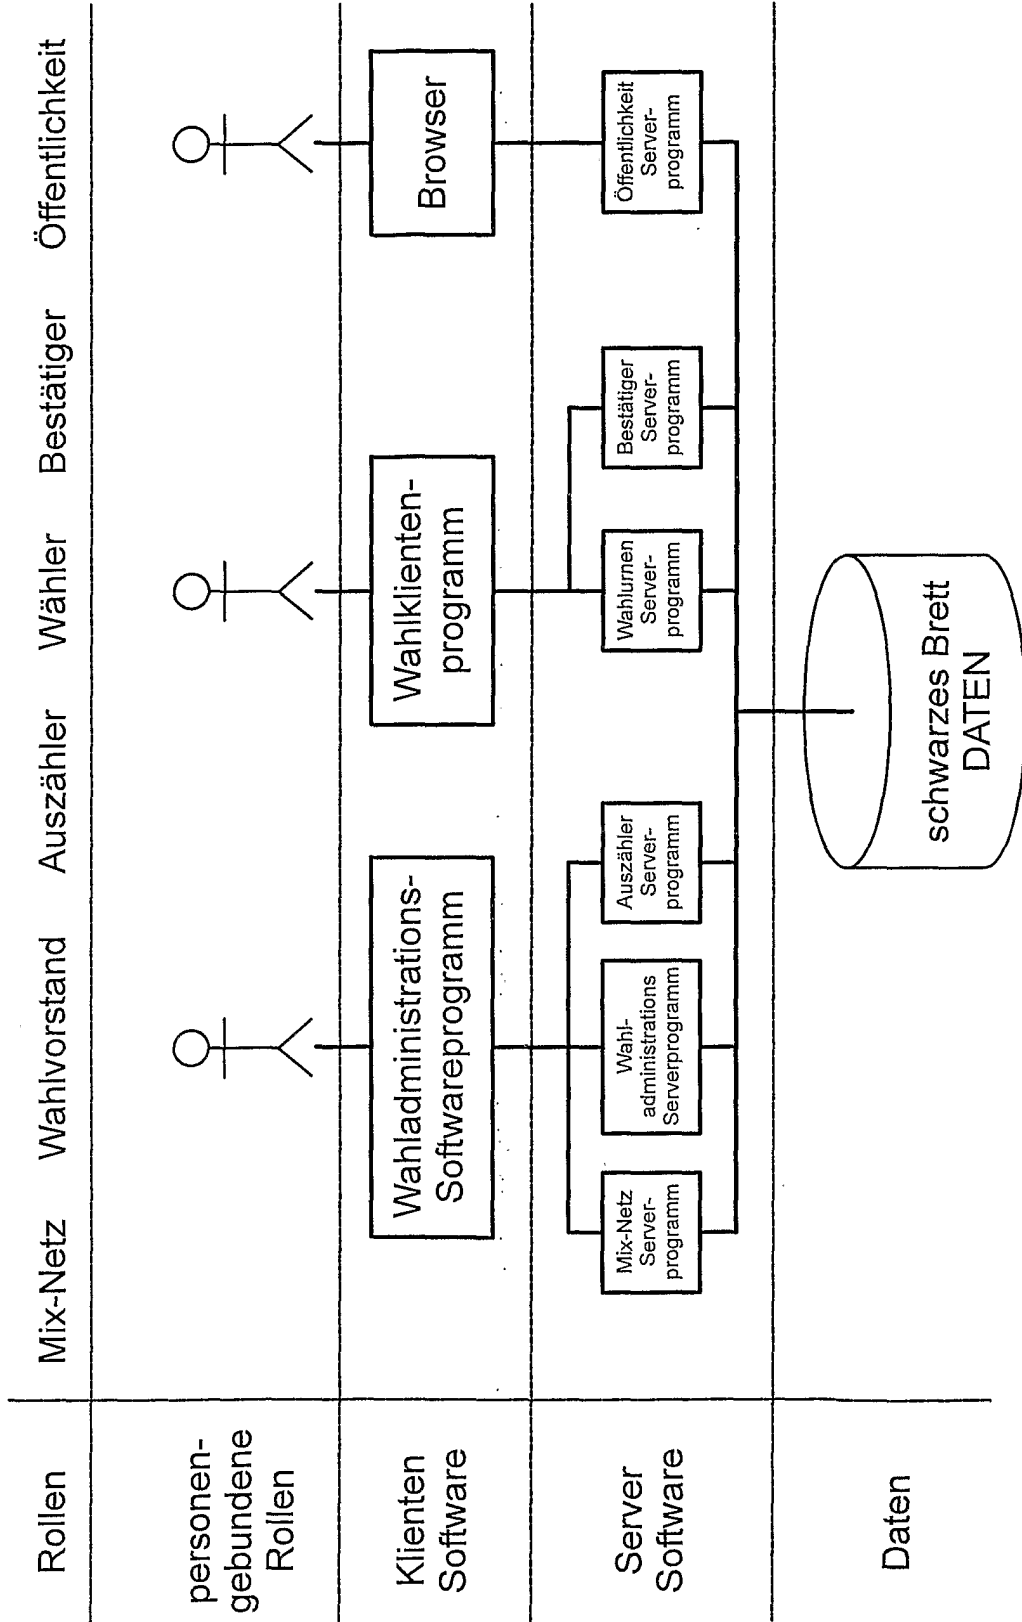 Rollen
Mix-Netz
Wahlvorstand
Auszähler
Wähler
Bestätiger
Öffentlichkeit
personen-
gebundene
Rollen
Klienten
Software
Wahladministrations-
Softwareprogramm
Wahlklienten-
programm
Browser
Server
Software
Mix-Netz
Server-
programm
Wahl-
administrations
Serverprogramm
Auszähler
Server-
programm
Wahlurnen
Server-
programm
Bestätiger
Server-
programm
Öffentlichkeit
Server-
programm
Daten
schwarzes Brett
DATEN